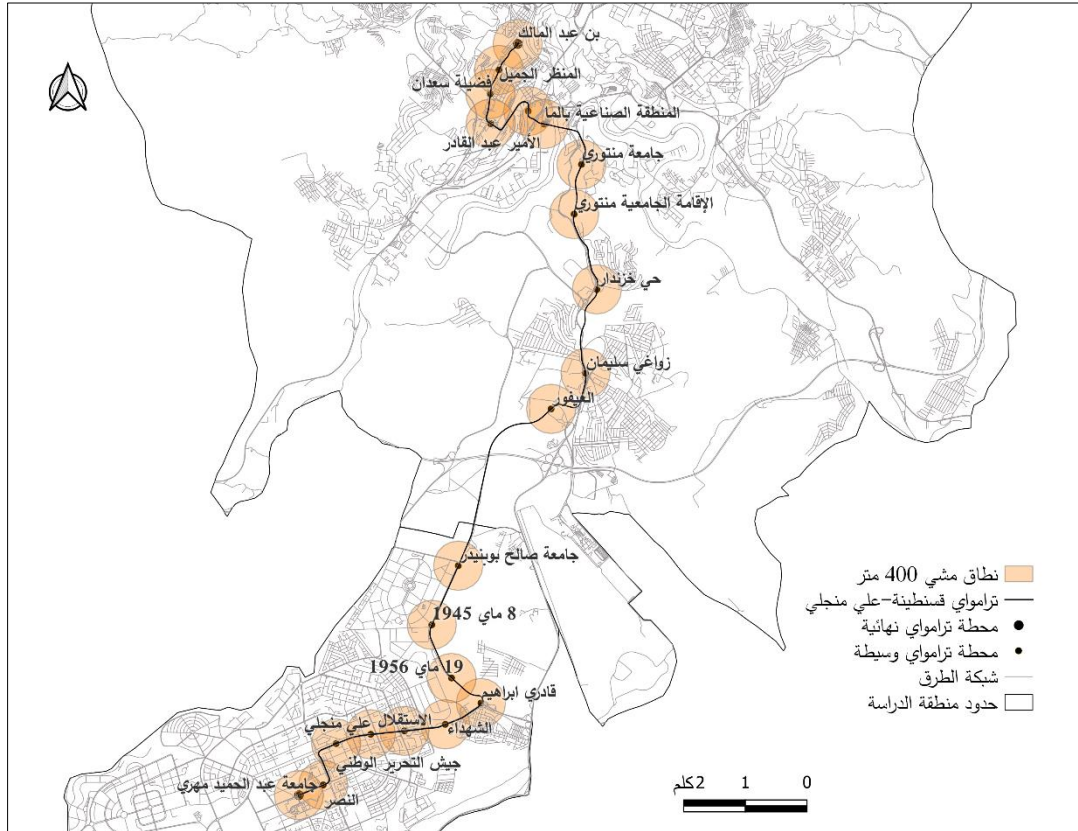 بن عبد المالك
المنظر الجميل
فضيلة سعدان
المنطقة الصناعية بالما
الأمير عبد القادر
جامعة منتوري
الإقامة الجامعية منتوري
حي خزندار
زواغي سليمان
جامعة صالح بوبنيدر
8 ماي 1945
19 ماي 1956
قادري ابراهيم
الشهداء
الاستقلال
علي منجلي
جيش التحرير الوطني
جامعة عبد الحميد مهري
النصر
نطاق مشي 400 متر
ترامواي قسنطينة-علي منجلي
محطة ترامواي نهائية
محطة ترامواي وسيطة
شبكة الطرق
حدود منطقة الدراسة
0 1 2كلم